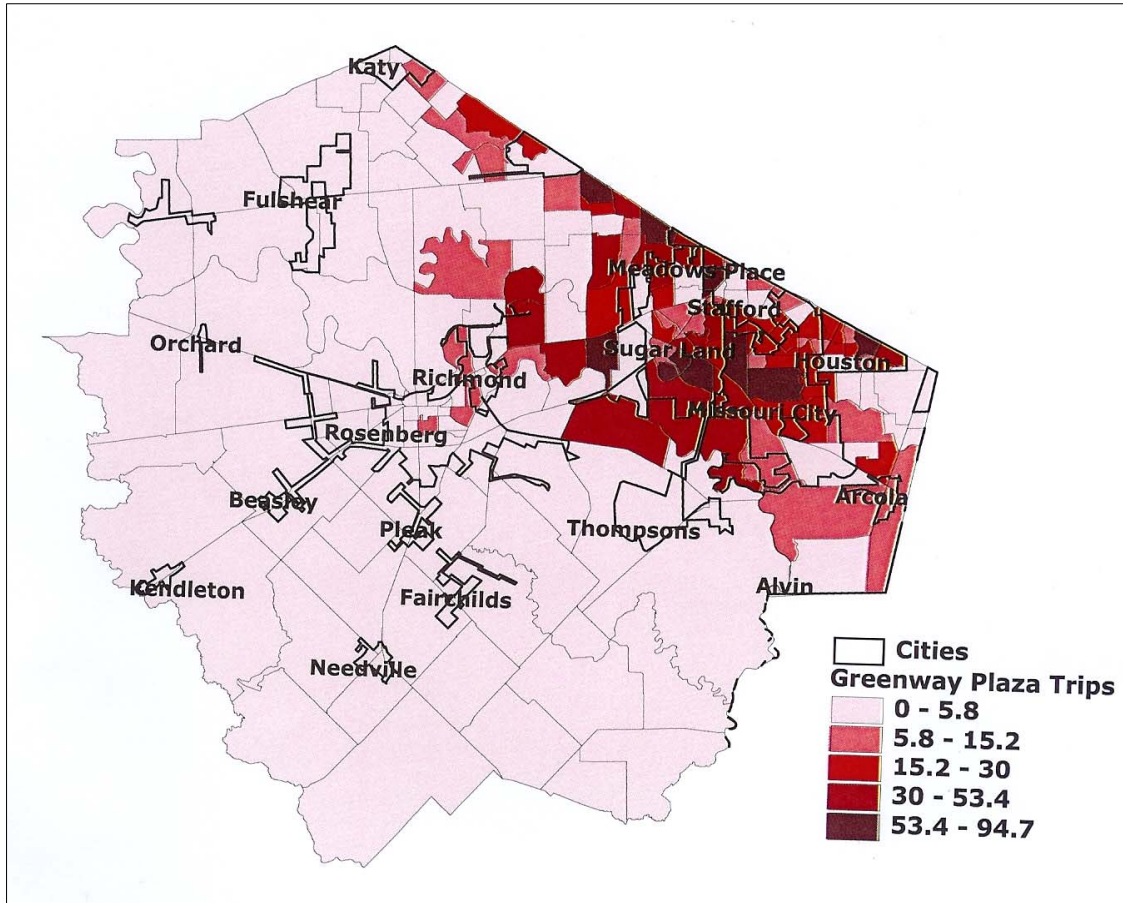 Katy
Fulshear
Meadows Place
Stafford
Orchard
Sugar Land
Houston
Richmond
Missouri City
Rosenberg
Beasley
Arcola
Pleak
Thompsons
Kendleton
Fairchilds
Alvin
Needville
Cities
Greenway Plaza Trips
0 - 5.8
5.8 - 15.2
15.2 - 30
30 - 53.4
53.4 - 94.7